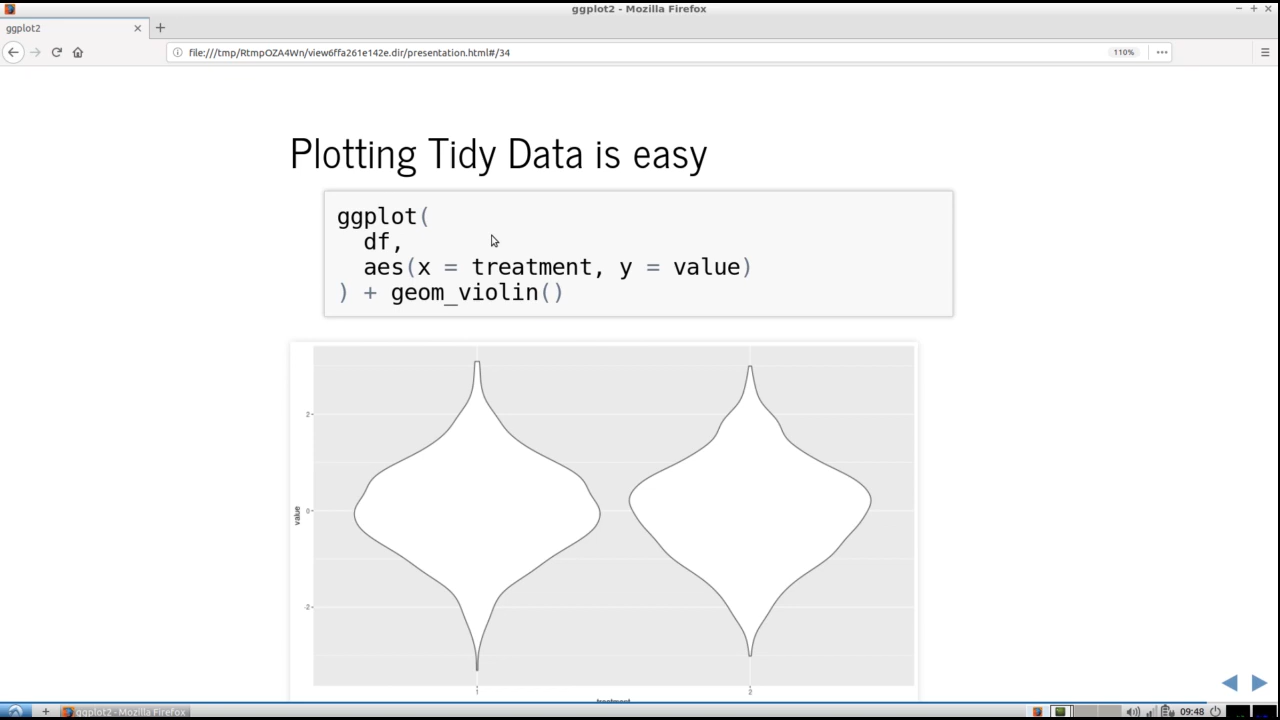 ggplot2 - Mozilla Firefox
ggplot2
file:///tmp/RtmpOZA4Wn/view6ffa261e142e.dir/presentation.html#/34
110%
Plotting Tidy Data is easy
ggplot(
df,
aes(x = treatment, y = value)
) + geom_violin()
2
0
-2
value
1
2
ggplot2 - Mozilla Firefox
09:48